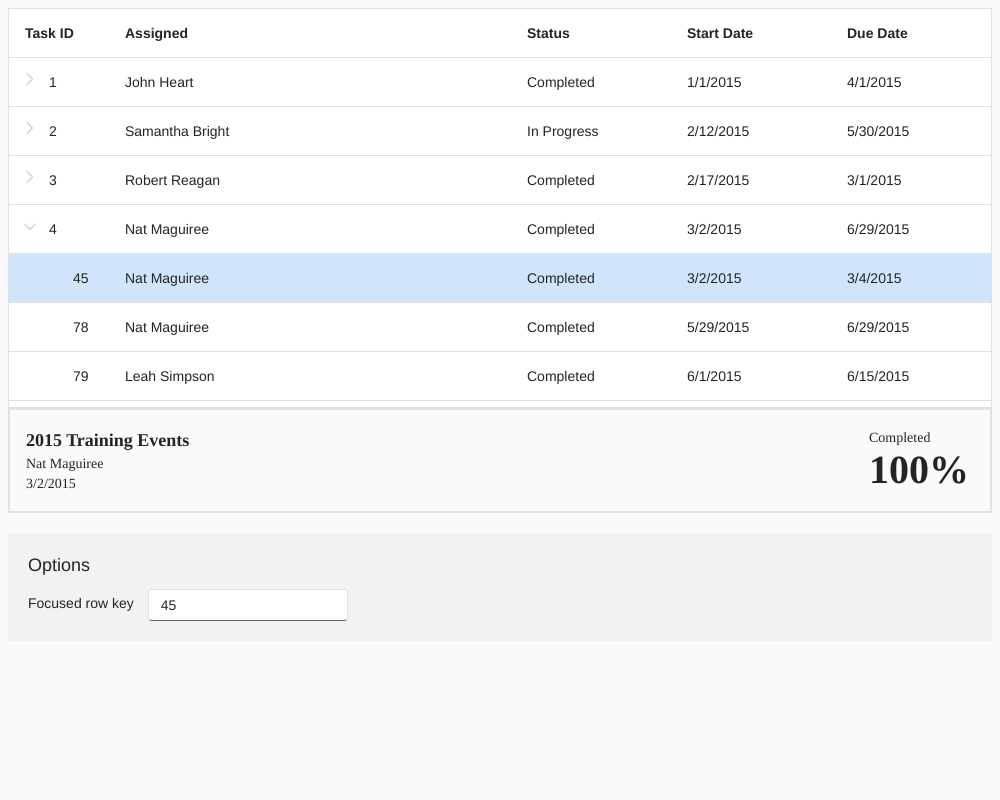 Task ID Assigned Status Start Date Due Date
1 John Heart Completed 1/1/2015 4/1/2015
2 Samantha Bright In Progress 2/12/2015 5/30/2015
3 Robert Reagan Completed 2/17/2015 3/1/2015
4 Nat Maguiree Completed 3/2/2015 6/29/2015
45 Nat Maguiree Completed 3/2/2015 3/4/2015
78 Nat Maguiree Completed 5/29/2015 6/29/2015
79 Leah Simpson Completed 6/1/2015 6/15/2015
2015 Training Events
Nat Maguiree
3/2/2015
Completed
100%
Options
Focused row key 45